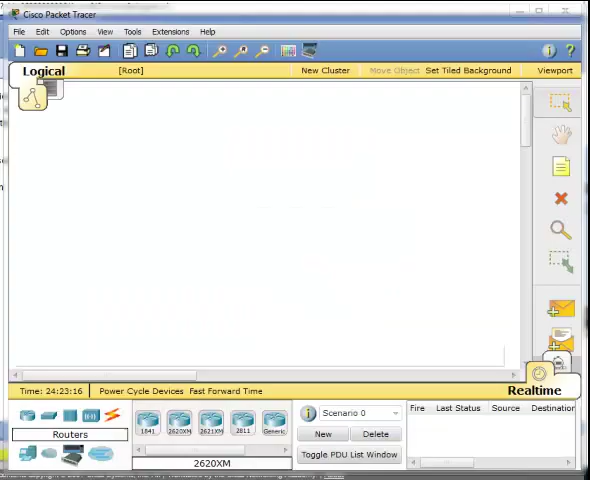 Cisco Packet Tracer
File Edit Options View Tools Extensions Help
Logical [Root] New Cluster Move Object Set Tiled Background Viewport
Time: 24:23:16 Power Cycle Devices Fast Forward Time Realtime
Routers
1841 2620XM 2621XM 2811 Generic
2620XM
Scenario 0
New Delete
Toggle PDU List Window
Fire Last Status Source Destination